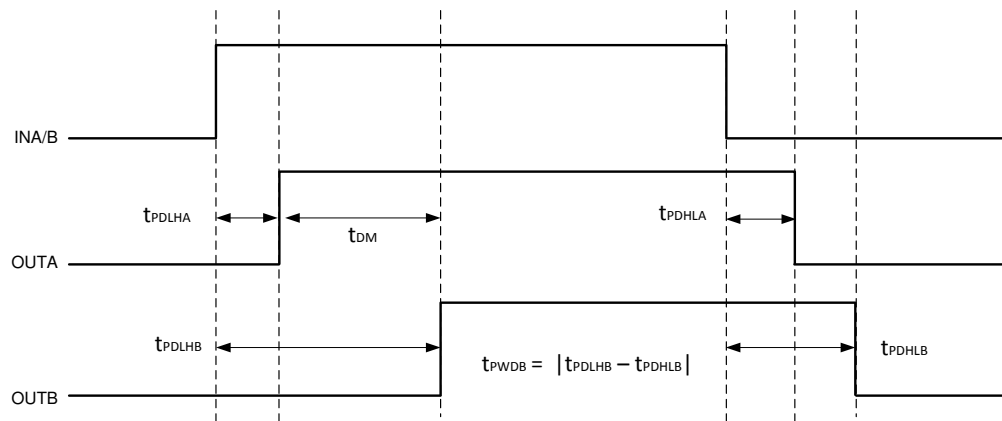 INA/B
tPDLHA
tDM
tPDHLA
OUTA
tPDLHB
tPWDB = |tPDLHB – tPDHLB|
tPDHLB
OUTB